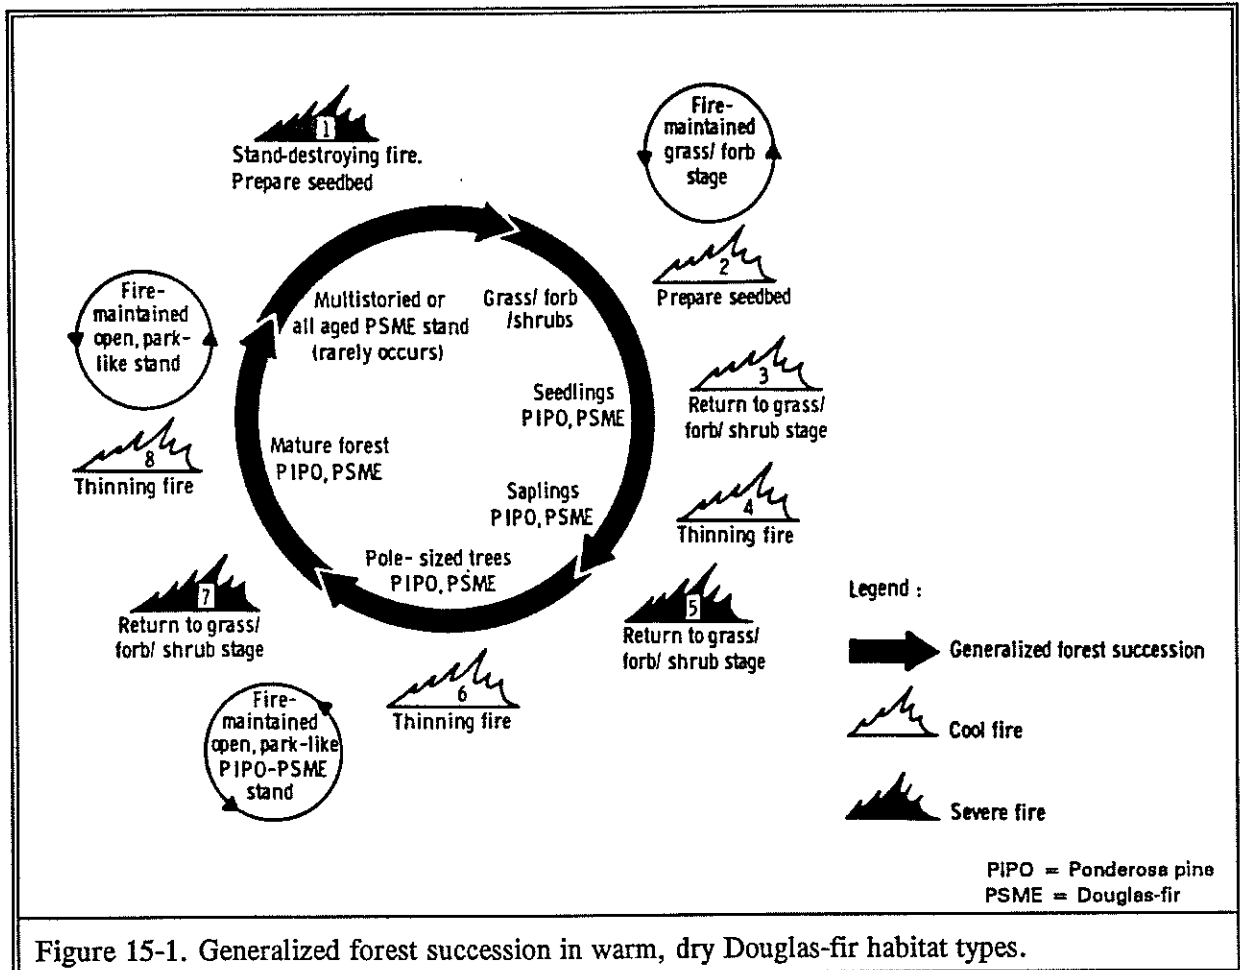 1
Stand-destroying fire.
Prepare seedbed
Fire-
maintained
grass/ forb
stage
2
Prepare seedbed
Fire-
maintained
open, park-
like stand
Multistoried or
all aged PSME stand
(rarely occurs)
Grass/ forb
/shrubs
3
Return to grass/
forb/ shrub stage
Seedlings
PIPO, PSME
8
Thinning fire
Mature forest
PIPO, PSME
Saplings
PIPO, PSME
4
Thinning fire
Pole- sized trees
PIPO, PSME
7
Return to grass/
forb/ shrub stage
5
Return to grass/
forb/ shrub stage
6
Thinning fire
Fire-
maintained
open, park-like
PIPO-PSME
stand
Legend :
Generalized forest succession
Cool fire
Severe fire
PIPO = Ponderosa pine
PSME = Douglas-fir
Figure 15-1. Generalized forest succession in warm, dry Douglas-fir habitat types.